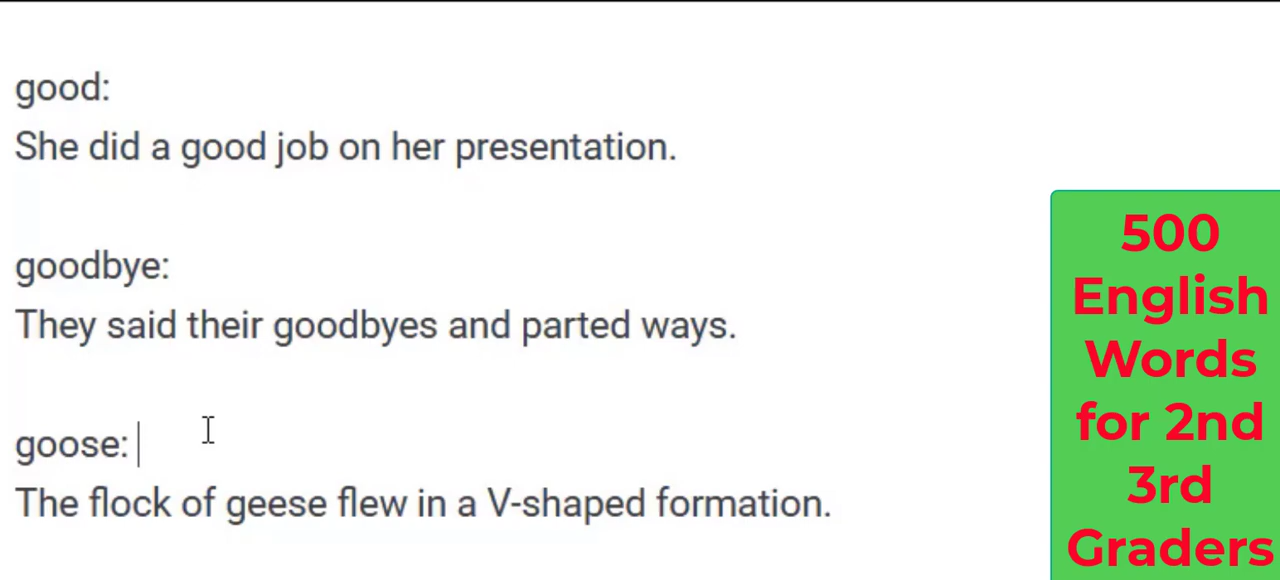 good:
She did a good job on her presentation.
goodbye:
They said their goodbyes and parted ways.
goose:
The flock of geese flew in a V-shaped formation.
500
English
Words
for 2nd
3rd
Graders